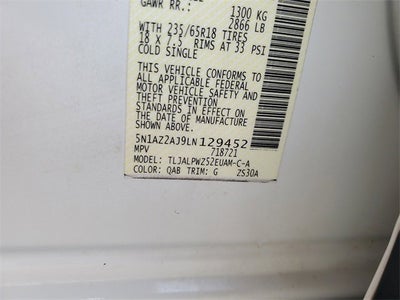 GAWR RR.: 1300 KG
2866 LB
WITH 235/65R18 TIRES
18 X 7.5 RIMS AT 33 PSI
COLD SINGLE
THIS VEHICLE CONFORMS TO
ALL APPLICABLE FEDERAL
MOTOR VEHICLE SAFETY AND
THEFT PREVENTION
STANDARDS IN EFFECT ON
THE DATE OF MANUFACTURE
SHOWN ABOVE.
5N1AZ2AJ9LN129452
MPV 718721
MODEL: TLJALPWZ52EUAM-C-A
COLOR: QAB TRIM: G ZS30A